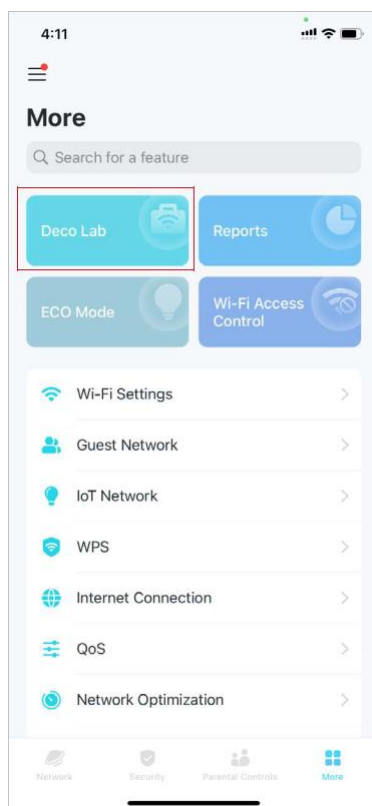 4:11
More
Search for a feature
Deco Lab
Reports
ECO Mode
Wi-Fi Access
Control
Wi-Fi Settings
Guest Network
IoT Network
WPS
Internet Connection
QoS
Network Optimization
Network
Security
Parental Controls
More